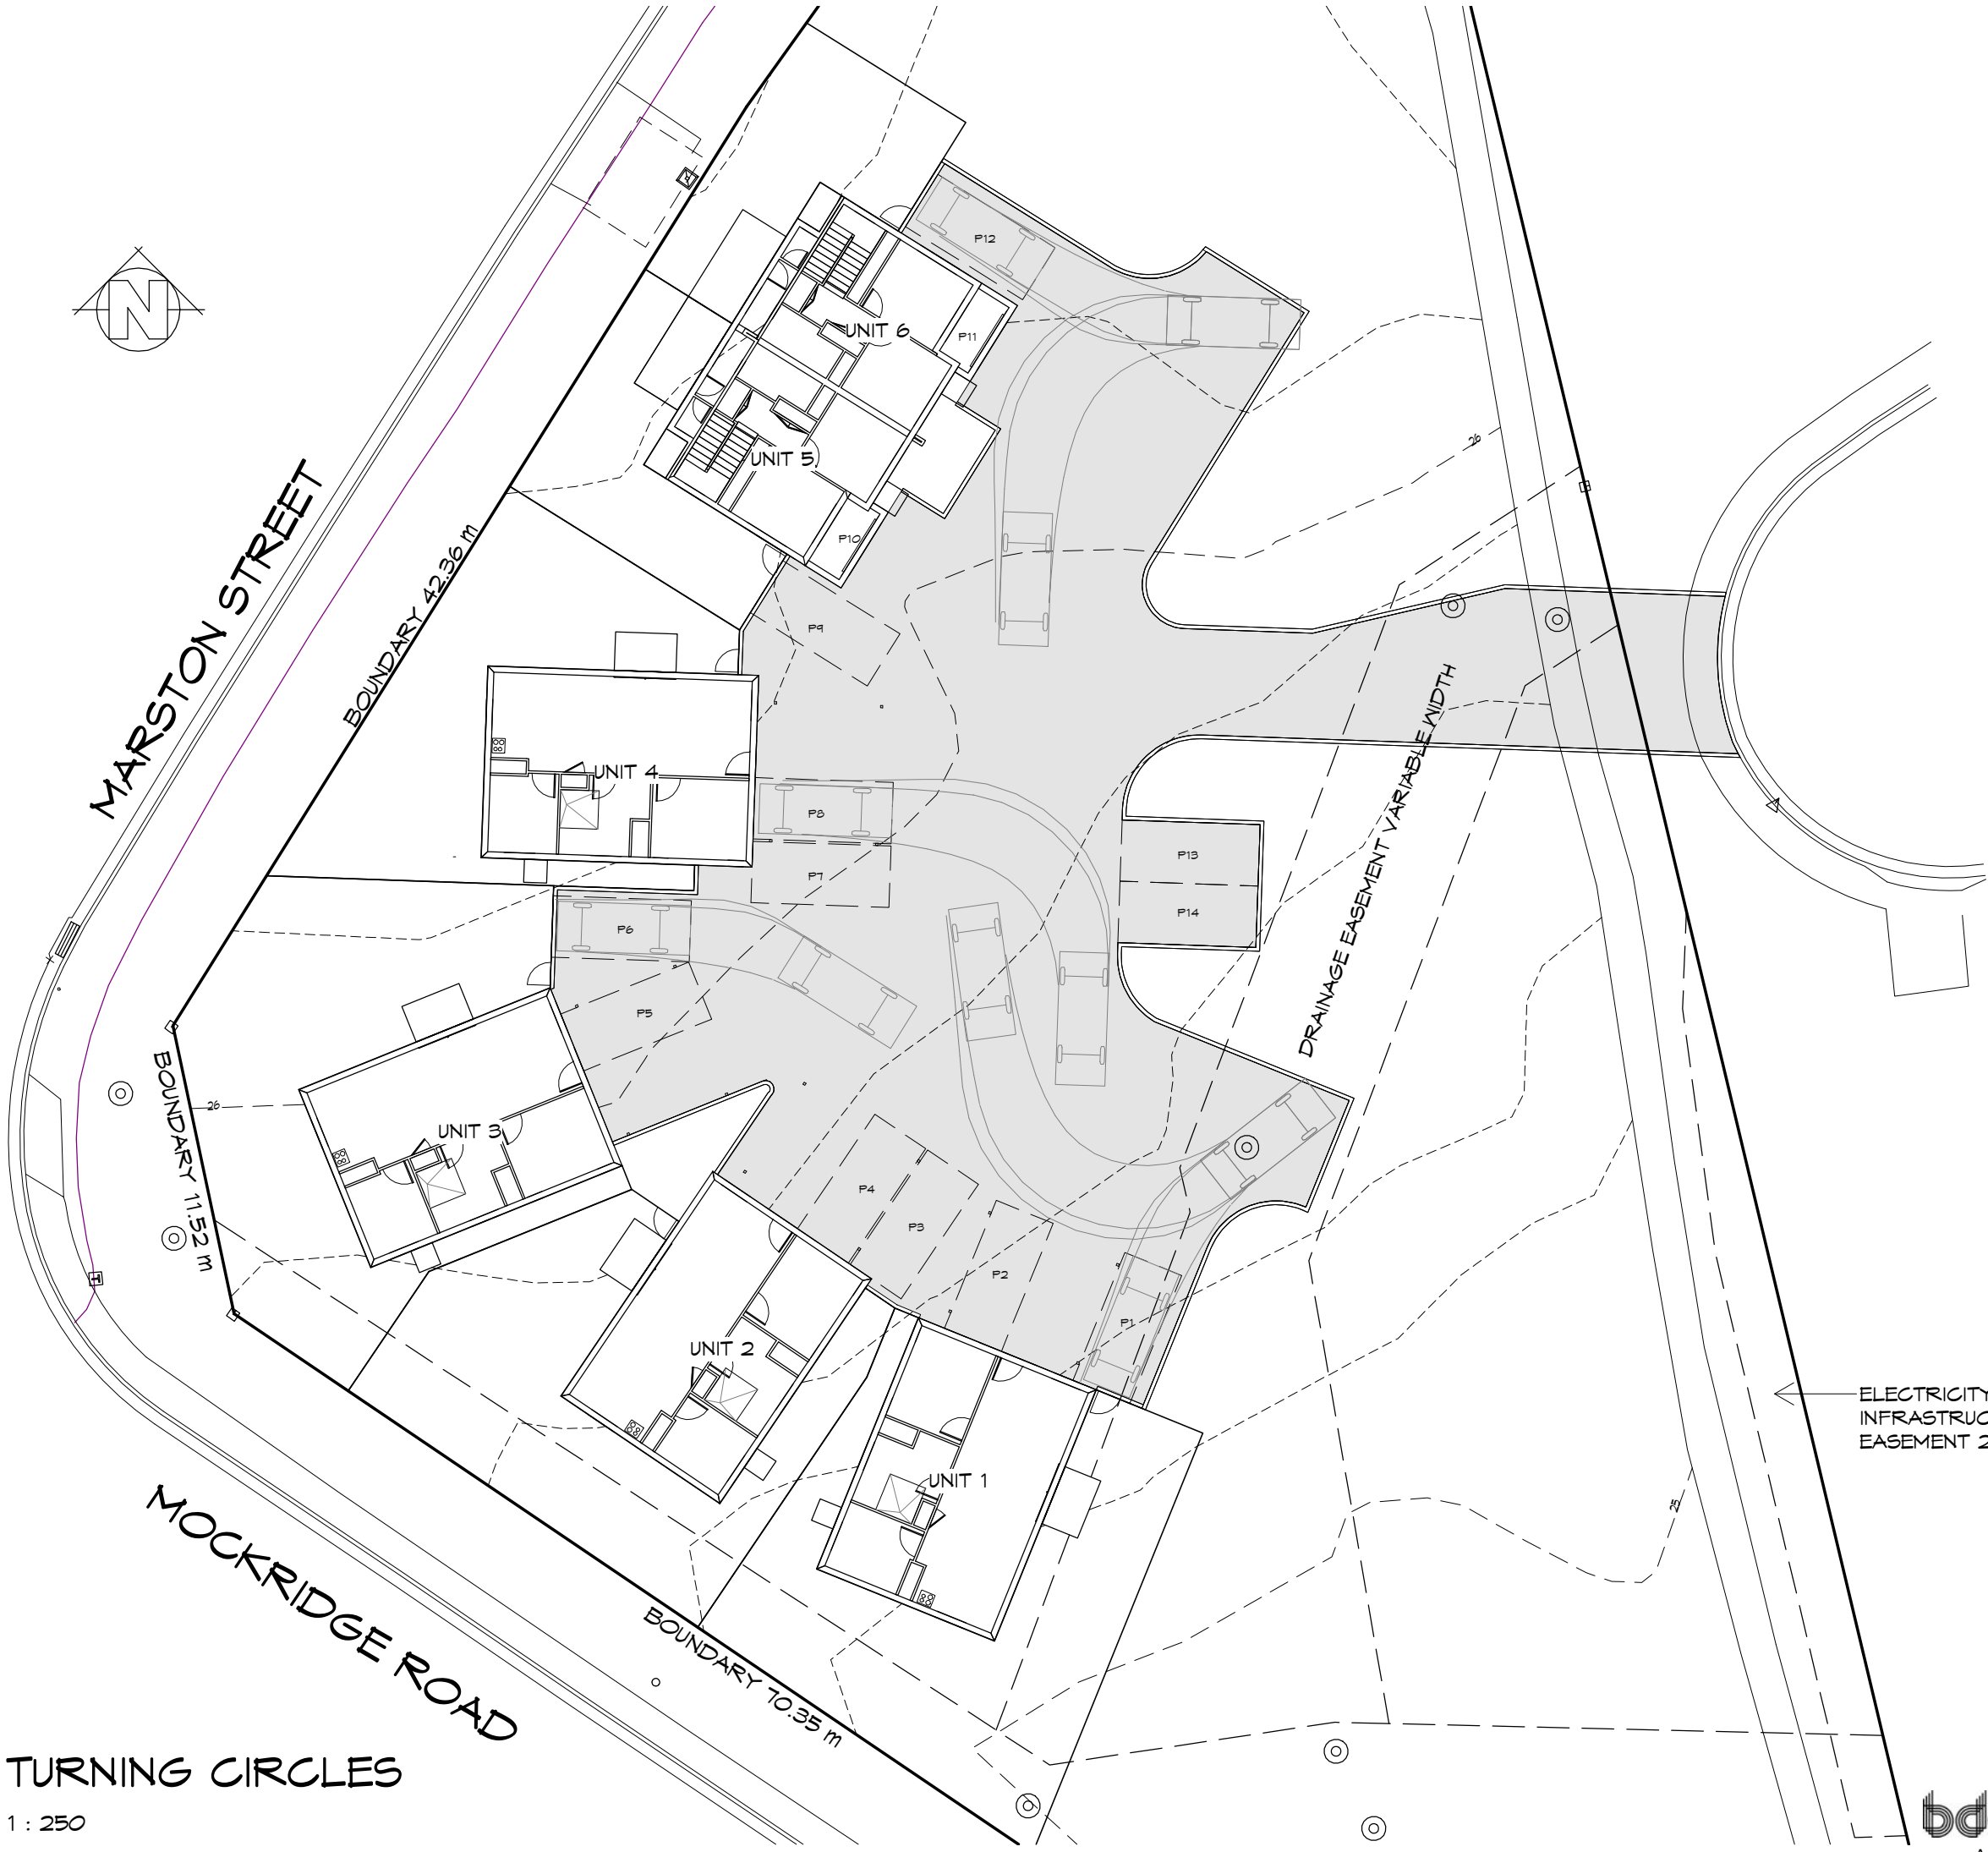 N
P12
UNIT 6
P11
UNIT 5
P10
26
MARSTON STREET
BOUNDARY 42.36 m
P9
UNIT 4
P8
P7
P13
P14
DRAINAGE EASEMENT VARIABLE WIDTH
P6
P5
BOUNDARY 11.52 m
26
UNIT 3
P4
P3
P2
P1
T
UNIT 2
UNIT 1
ELECTRICITY
INFRASTRUC
EASEMENT 2
25
MOCKRIDGE ROAD
BOUNDARY 70.35 m
TURNING CIRCLES
1 : 250
bd